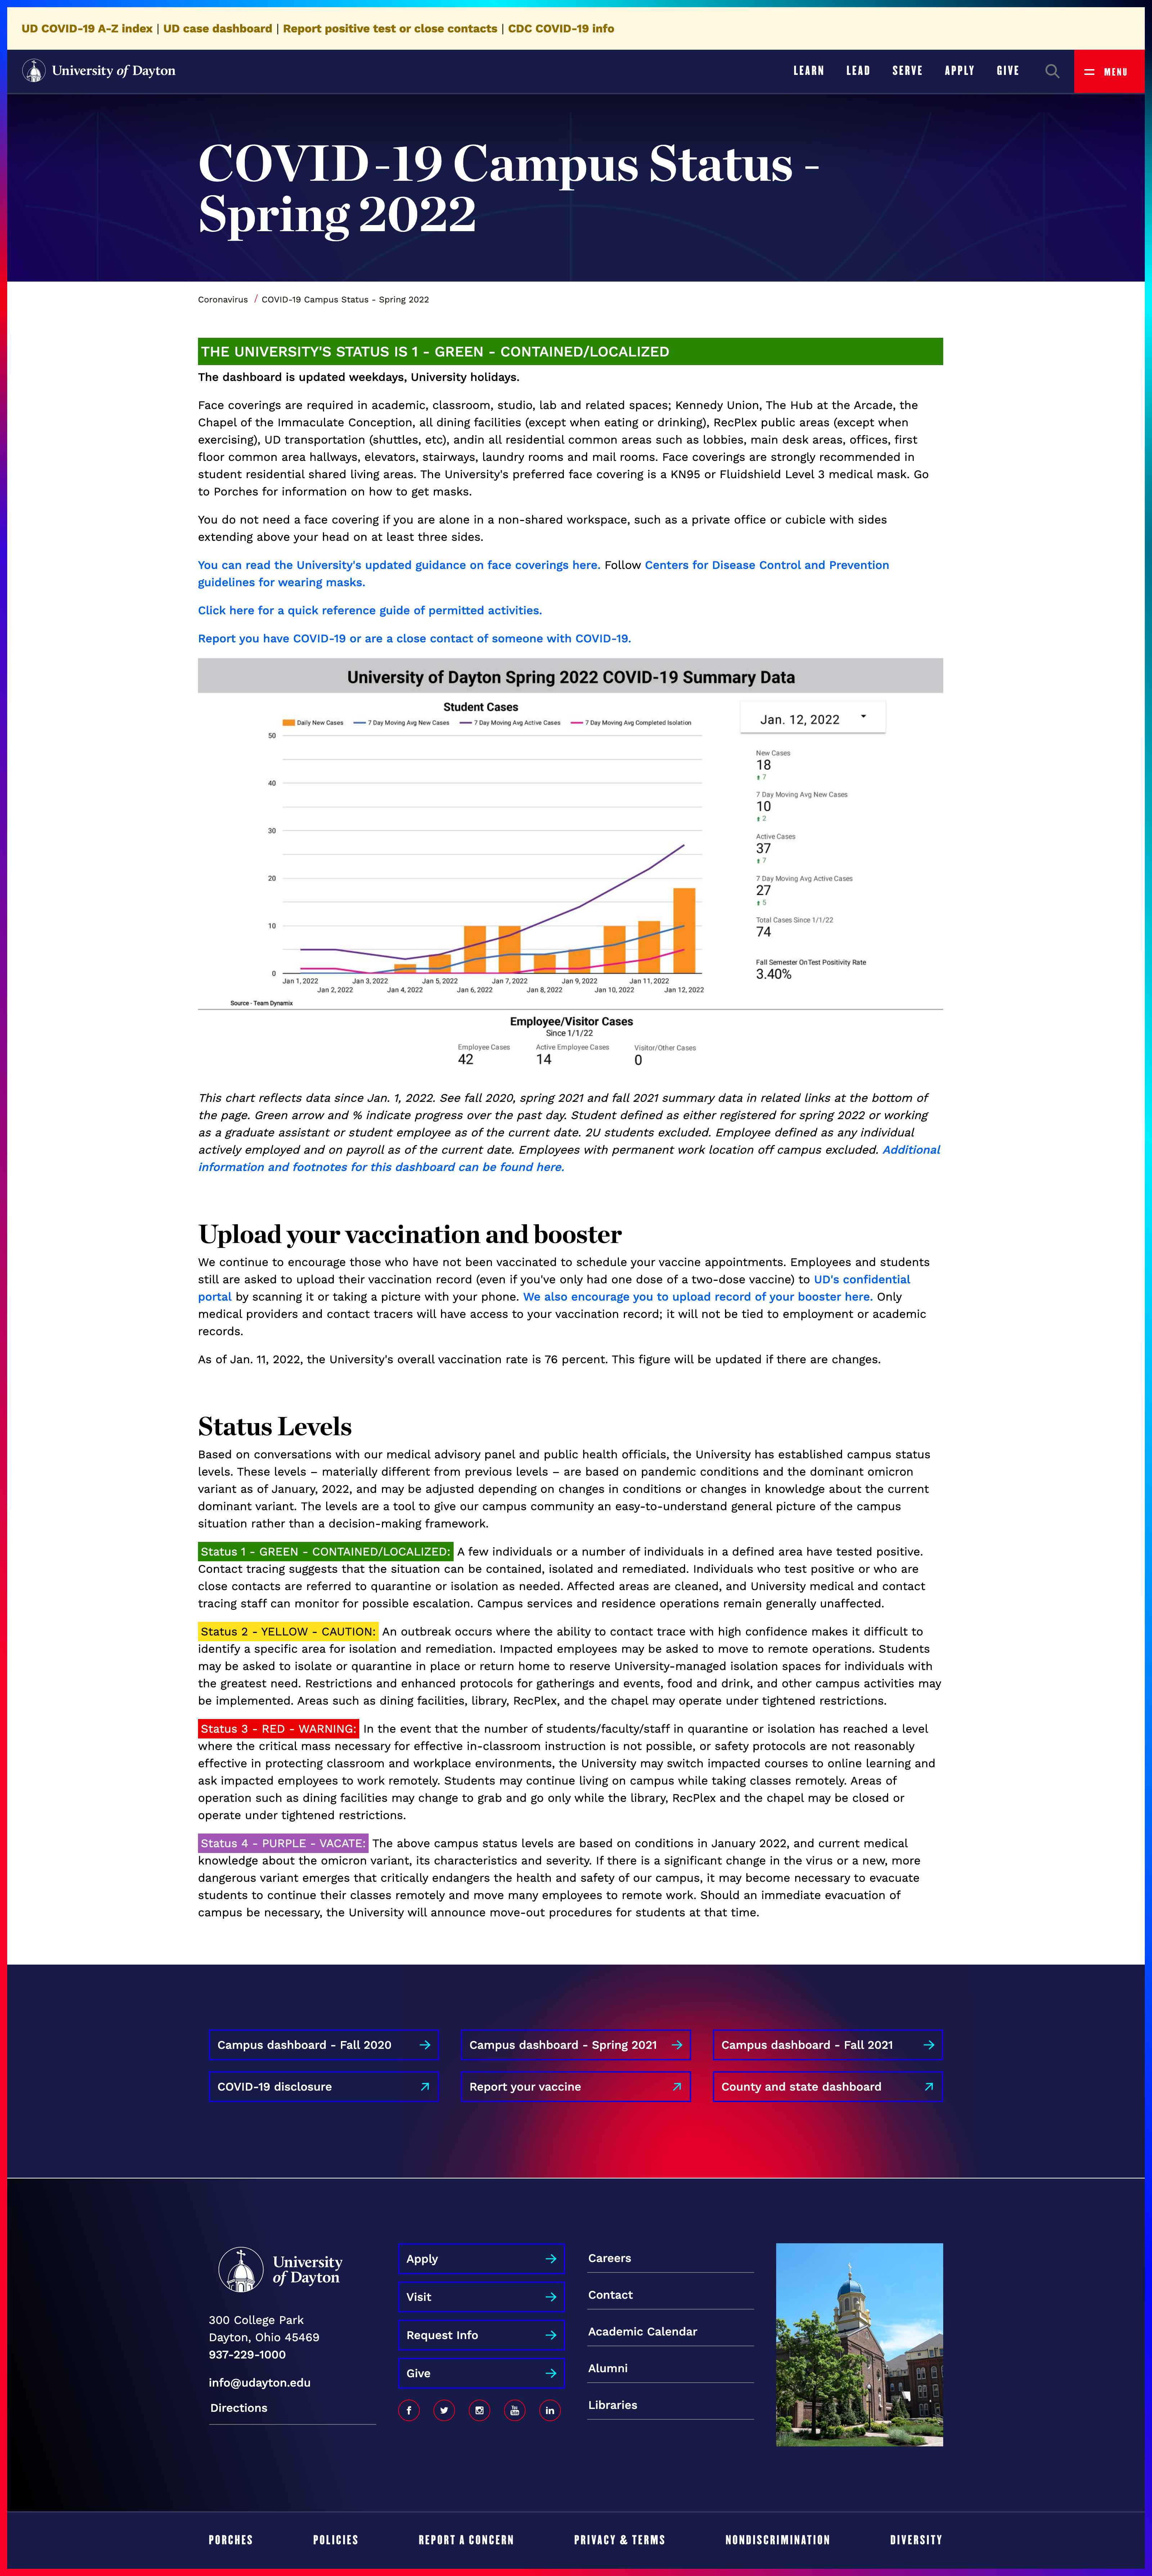 UD COVID-19 A-Z index | UD case dashboard | Report positive test or close contacts | CDC COVID-19 info
University of Dayton
LEARN LEAD SERVE APPLY GIVE MENU
COVID-19 Campus Status -
Spring 2022
Coronavirus / COVID-19 Campus Status - Spring 2022
THE UNIVERSITY'S STATUS IS 1 - GREEN - CONTAINED/LOCALIZED
The dashboard is updated weekdays, University holidays.
Face coverings are required in academic, classroom, studio, lab and related spaces; Kennedy Union, The Hub at the Arcade, the
Chapel of the Immaculate Conception, all dining facilities (except when eating or drinking), RecPlex public areas (except when
exercising), UD transportation (shuttles, etc), andin all residential common areas such as lobbies, main desk areas, offices, first
floor common area hallways, elevators, stairways, laundry rooms and mail rooms. Face coverings are strongly recommended in
student residential shared living areas. The University's preferred face covering is a KN95 or Fluidshield Level 3 medical mask. Go
to Porches for information on how to get masks.
You do not need a face covering if you are alone in a non-shared workspace, such as a private office or cubicle with sides
extending above your head on at least three sides.
You can read the University's updated guidance on face coverings here. Follow Centers for Disease Control and Prevention
guidelines for wearing masks.
Click here for a quick reference guide of permitted activities.
Report you have COVID-19 or are a close contact of someone with COVID-19.
University of Dayton Spring 2022 COVID-19 Summary Data
Student Cases
Daily New Cases 7 Day Moving Avg New Cases 7 Day Moving Avg Active Cases 7 Day Moving Avg Completed Isolation
50
40
30
20
10
0
Jan 1, 2022 Jan 3, 2022 Jan 5, 2022 Jan 7, 2022 Jan 9, 2022 Jan 11, 2022
Jan 2, 2022 Jan 4, 2022 Jan 6, 2022 Jan 8, 2022 Jan 10, 2022 Jan 12, 2022
Source - Team Dynamix
Jan. 12, 2022
New Cases
18
7
7 Day Moving Avg New Cases
10
2
Active Cases
37
7
7 Day Moving Avg Active Cases
27
5
Total Cases Since 1/1/22
74
Fall Semester OnTest Positivity Rate
3.40%
Employee/Visitor Cases
Since 1/1/22
Employee Cases Active Employee Cases Visitor/Other Cases
42 14 0
This chart reflects data since Jan. 1, 2022. See fall 2020, spring 2021 and fall 2021 summary data in related links at the bottom of
the page. Green arrow and % indicate progress over the past day. Student defined as either registered for spring 2022 or working
as a graduate assistant or student employee as of the current date. 2U students excluded. Employee defined as any individual
actively employed and on payroll as of the current date. Employees with permanent work location off campus excluded. Additional
information and footnotes for this dashboard can be found here.
Upload your vaccination and booster
We continue to encourage those who have not been vaccinated to schedule your vaccine appointments. Employees and students
still are asked to upload their vaccination record (even if you've only had one dose of a two-dose vaccine) to UD's confidential
portal by scanning it or taking a picture with your phone. We also encourage you to upload record of your booster here. Only
medical providers and contact tracers will have access to your vaccination record; it will not be tied to employment or academic
records.
As of Jan. 11, 2022, the University's overall vaccination rate is 76 percent. This figure will be updated if there are changes.
Status Levels
Based on conversations with our medical advisory panel and public health officials, the University has established campus status
levels. These levels – materially different from previous levels – are based on pandemic conditions and the dominant omicron
variant as of January, 2022, and may be adjusted depending on changes in conditions or changes in knowledge about the current
dominant variant. The levels are a tool to give our campus community an easy-to-understand general picture of the campus
situation rather than a decision-making framework.
Status 1 - GREEN - CONTAINED/LOCALIZED: A few individuals or a number of individuals in a defined area have tested positive.
Contact tracing suggests that the situation can be contained, isolated and remediated. Individuals who test positive or who are
close contacts are referred to quarantine or isolation as needed. Affected areas are cleaned, and University medical and contact
tracing staff can monitor for possible escalation. Campus services and residence operations remain generally unaffected.
Status 2 - YELLOW - CAUTION: An outbreak occurs where the ability to contact trace with high confidence makes it difficult to
identify a specific area for isolation and remediation. Impacted employees may be asked to move to remote operations. Students
may be asked to isolate or quarantine in place or return home to reserve University-managed isolation spaces for individuals with
the greatest need. Restrictions and enhanced protocols for gatherings and events, food and drink, and other campus activities may
be implemented. Areas such as dining facilities, library, RecPlex, and the chapel may operate under tightened restrictions.
Status 3 - RED - WARNING: In the event that the number of students/faculty/staff in quarantine or isolation has reached a level
where the critical mass necessary for effective in-classroom instruction is not possible, or safety protocols are not reasonably
effective in protecting classroom and workplace environments, the University may switch impacted courses to online learning and
ask impacted employees to work remotely. Students may continue living on campus while taking classes remotely. Areas of
operation such as dining facilities may change to grab and go only while the library, RecPlex and the chapel may be closed or
operate under tightened restrictions.
Status 4 - PURPLE - VACATE: The above campus status levels are based on conditions in January 2022, and current medical
knowledge about the omicron variant, its characteristics and severity. If there is a significant change in the virus or a new, more
dangerous variant emerges that critically endangers the health and safety of our campus, it may become necessary to evacuate
students to continue their classes remotely and move many employees to remote work. Should an immediate evacuation of
campus be necessary, the University will announce move-out procedures for students at that time.
Campus dashboard - Fall 2020
Campus dashboard - Spring 2021
Campus dashboard - Fall 2021
COVID-19 disclosure
Report your vaccine
County and state dashboard
University
of Dayton
300 College Park
Dayton, Ohio 45469
937-229-1000
info@udayton.edu
Directions
Apply
Visit
Request Info
Give
Careers
Contact
Academic Calendar
Alumni
Libraries
PORCHES POLICIES REPORT A CONCERN PRIVACY & TERMS NONDISCRIMINATION DIVERSITY